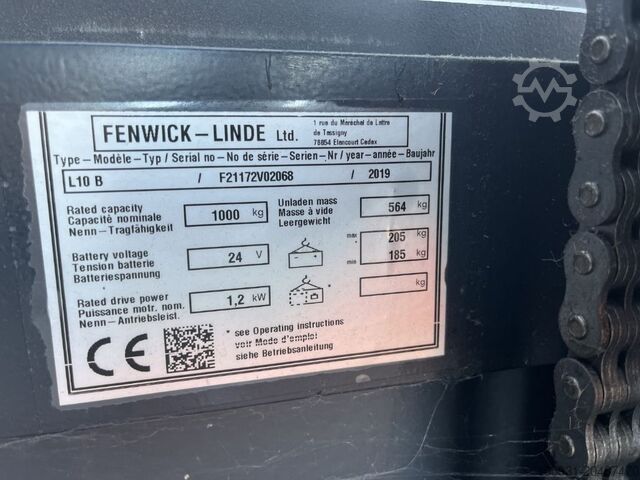 FENWICK-LINDE Ltd.
1 rue du Maréchal de Lattre
de Tassigny
78854 Elancourt Cedex
Type-Modèle-Typ / Serial no-No de série-Serien-Nr / year-année-Baujahr
L10 B / F21172V02068 / 2019
Rated capacity
Capacité nominale
Nenn-Tragfähigkeit
1000 kg
Unladen mass
Masse à vide
Leergewicht
564 kg
Battery voltage
Tension batterie
Batteriespannung
24 V
max 205 kg
min 185 kg
Rated drive power
Puissance motr. nom.
Nenn-Antriebsleist.
1,2 kW
* kg
CE
* see Operating instructions
voir Mode d'emploi
siehe Betriebsanleitung